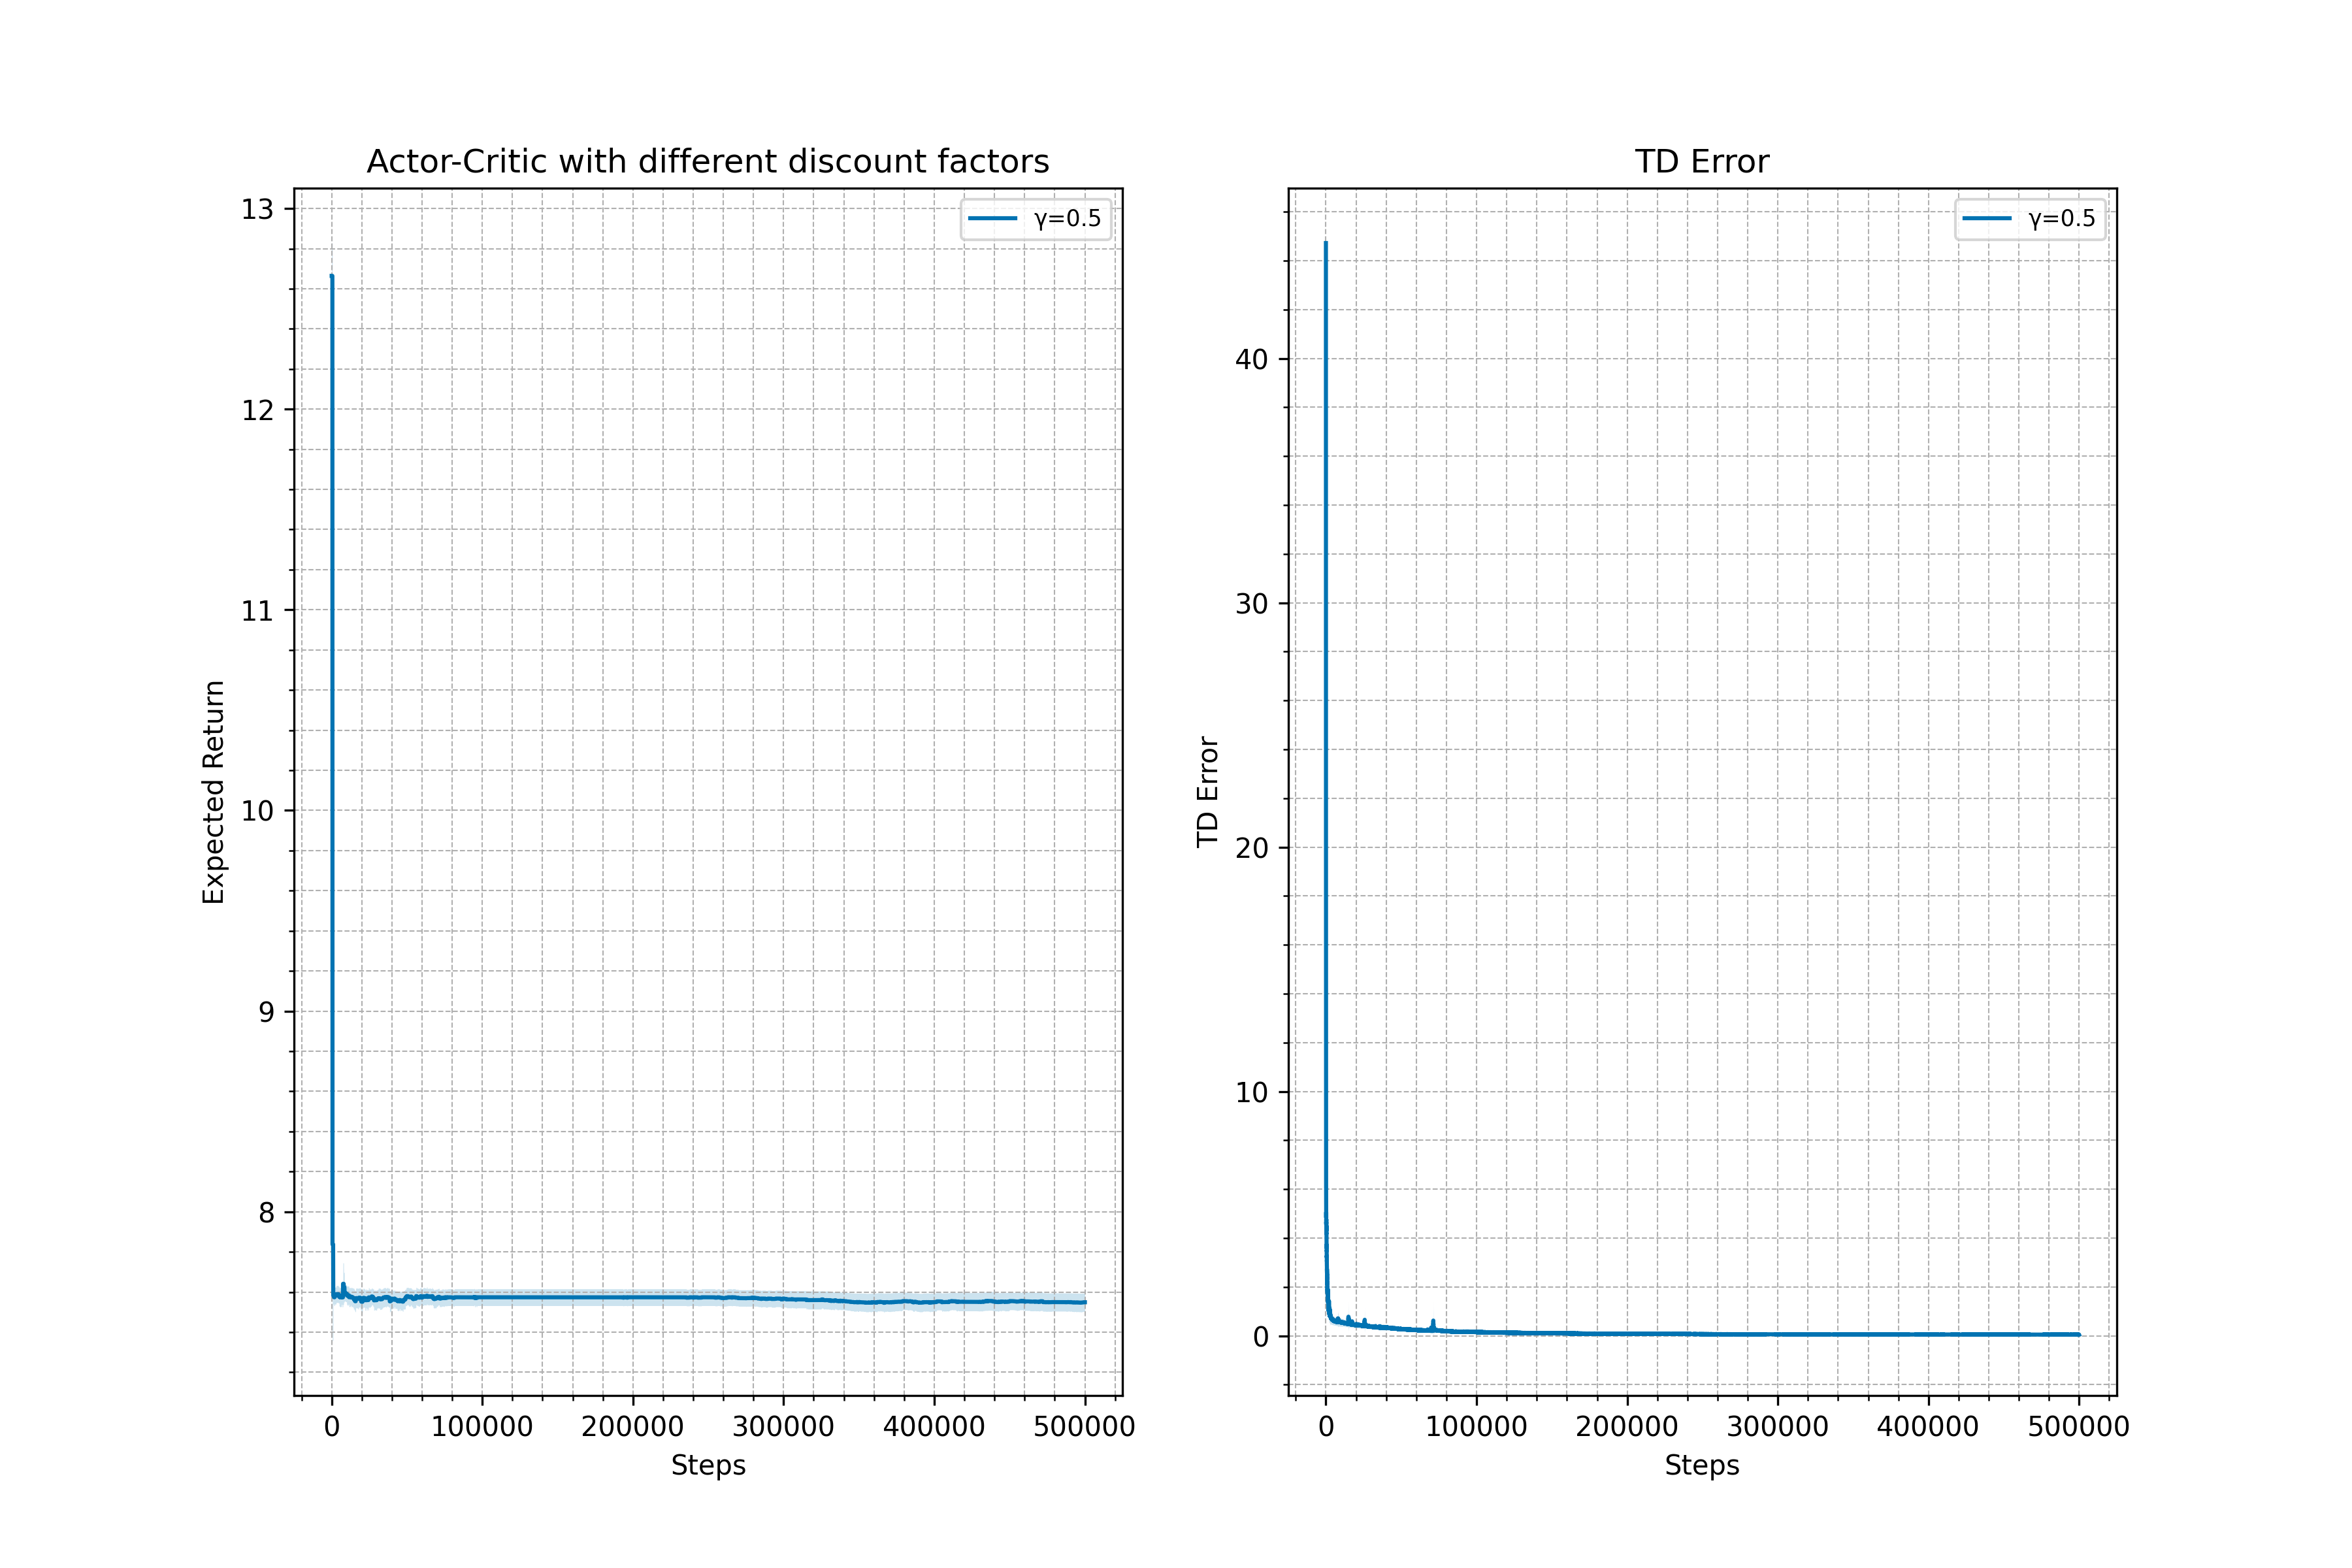 Actor-Critic with different discount factors
γ=0.5
13
12
11
10
9
8
Expected Return
0 100000 200000 300000 400000 500000
Steps
TD Error
γ=0.5
40
30
20
10
0
TD Error
0 100000 200000 300000 400000 500000
Steps